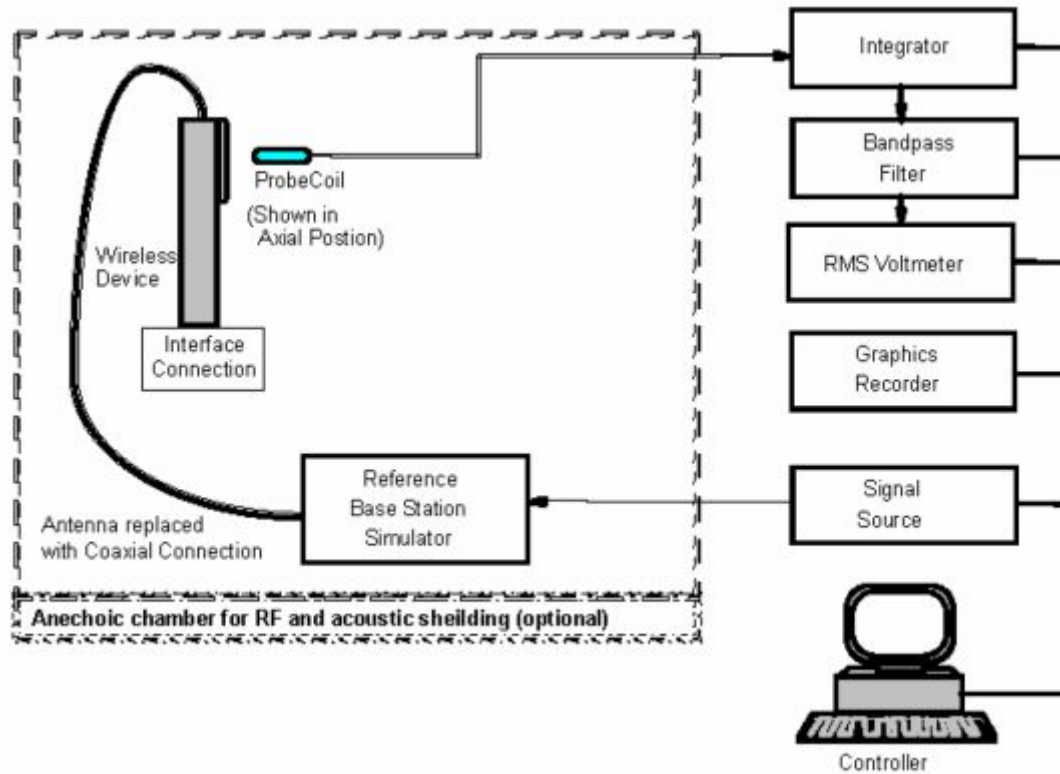 Integrator
Bandpass
Filter
RMS Voltmeter
Graphics
Recorder
Signal
Source
Controller
ProbeCoil
(Shown in
Axial Postion)
Wireless
Device
Interface
Connection
Reference
Base Station
Simulator
Antenna replaced
with Coaxial Connection
Anechoic chamber for RF and acoustic sheilding (optional)